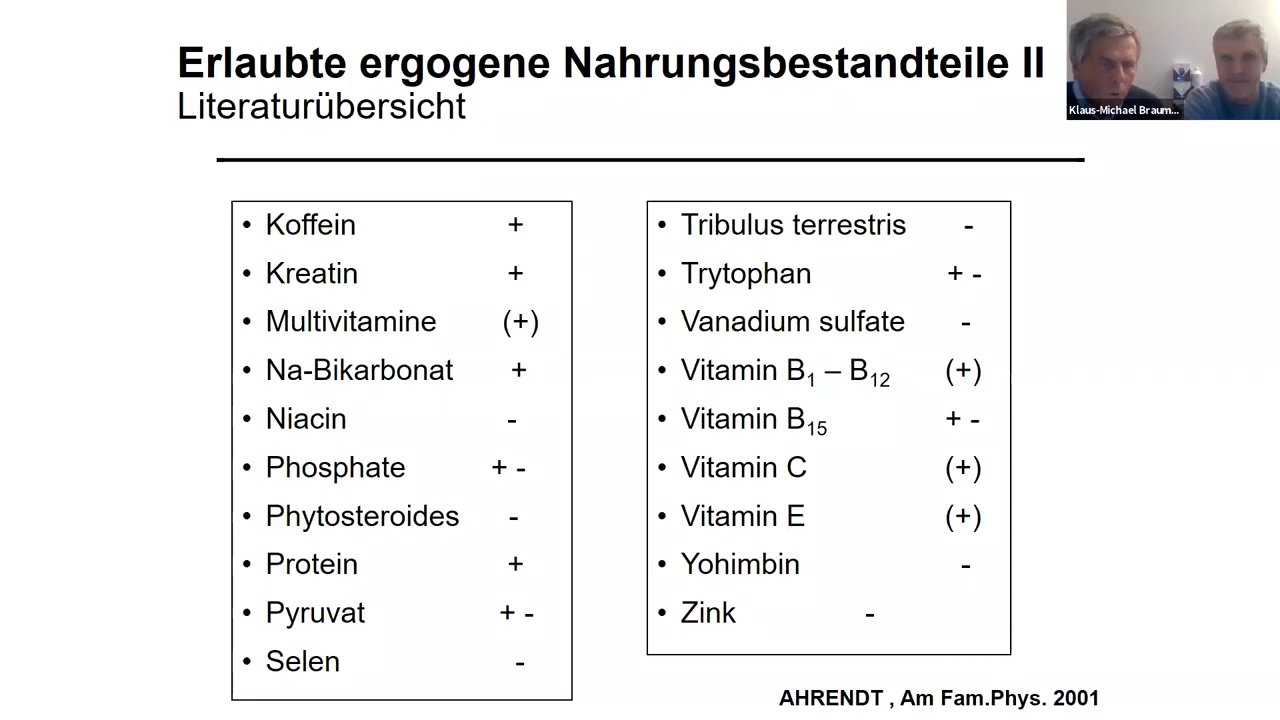 Erlaubte ergogene Nahrungsbestandteile II
Literaturübersicht
Klaus-Michael Braum...
• Koffein +
• Kreatin +
• Multivitamine (+)
• Na-Bikarbonat +
• Niacin -
• Phosphate + -
• Phytosteroides -
• Protein +
• Pyruvat + -
• Selen -
• Tribulus terrestris -
• Trytophan + -
• Vanadium sulfate -
• Vitamin B₁ – B₁₂ (+)
• Vitamin B₁₅ + -
• Vitamin C (+)
• Vitamin E (+)
• Yohimbin -
• Zink -
AHRENDT , Am Fam.Phys. 2001